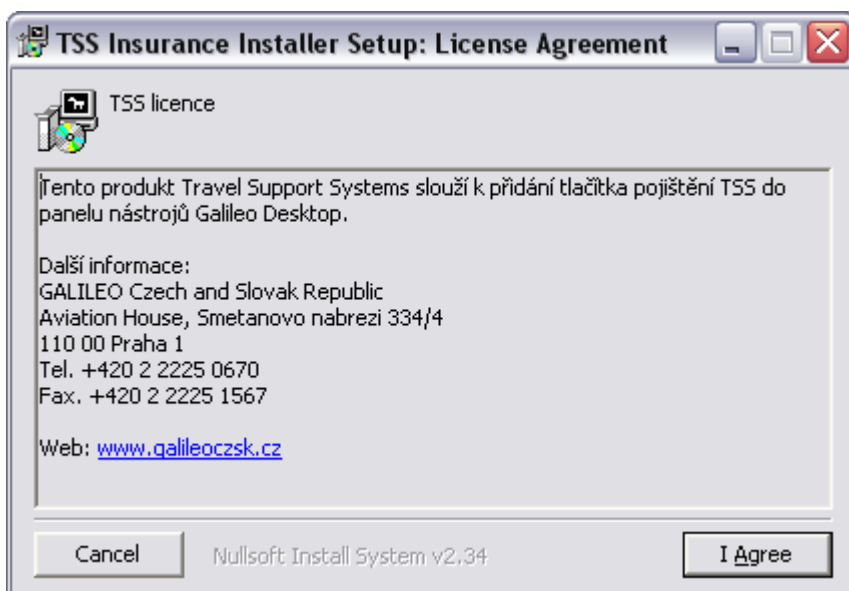 TSS Insurance Installer Setup: License Agreement
TSS licence
Tento produkt Travel Support Systems slouží k přidání tlačítka pojištění TSS do
panelu nástrojů Galileo Desktop.
Další informace:
GALILEO Czech and Slovak Republic
Aviation House, Smetanovo nabrezi 334/4
110 00 Praha 1
Tel. +420 2 2225 0670
Fax. +420 2 2225 1567
Web: www.galileoczsk.cz
Cancel
Nullsoft Install System v2.34
I Agree